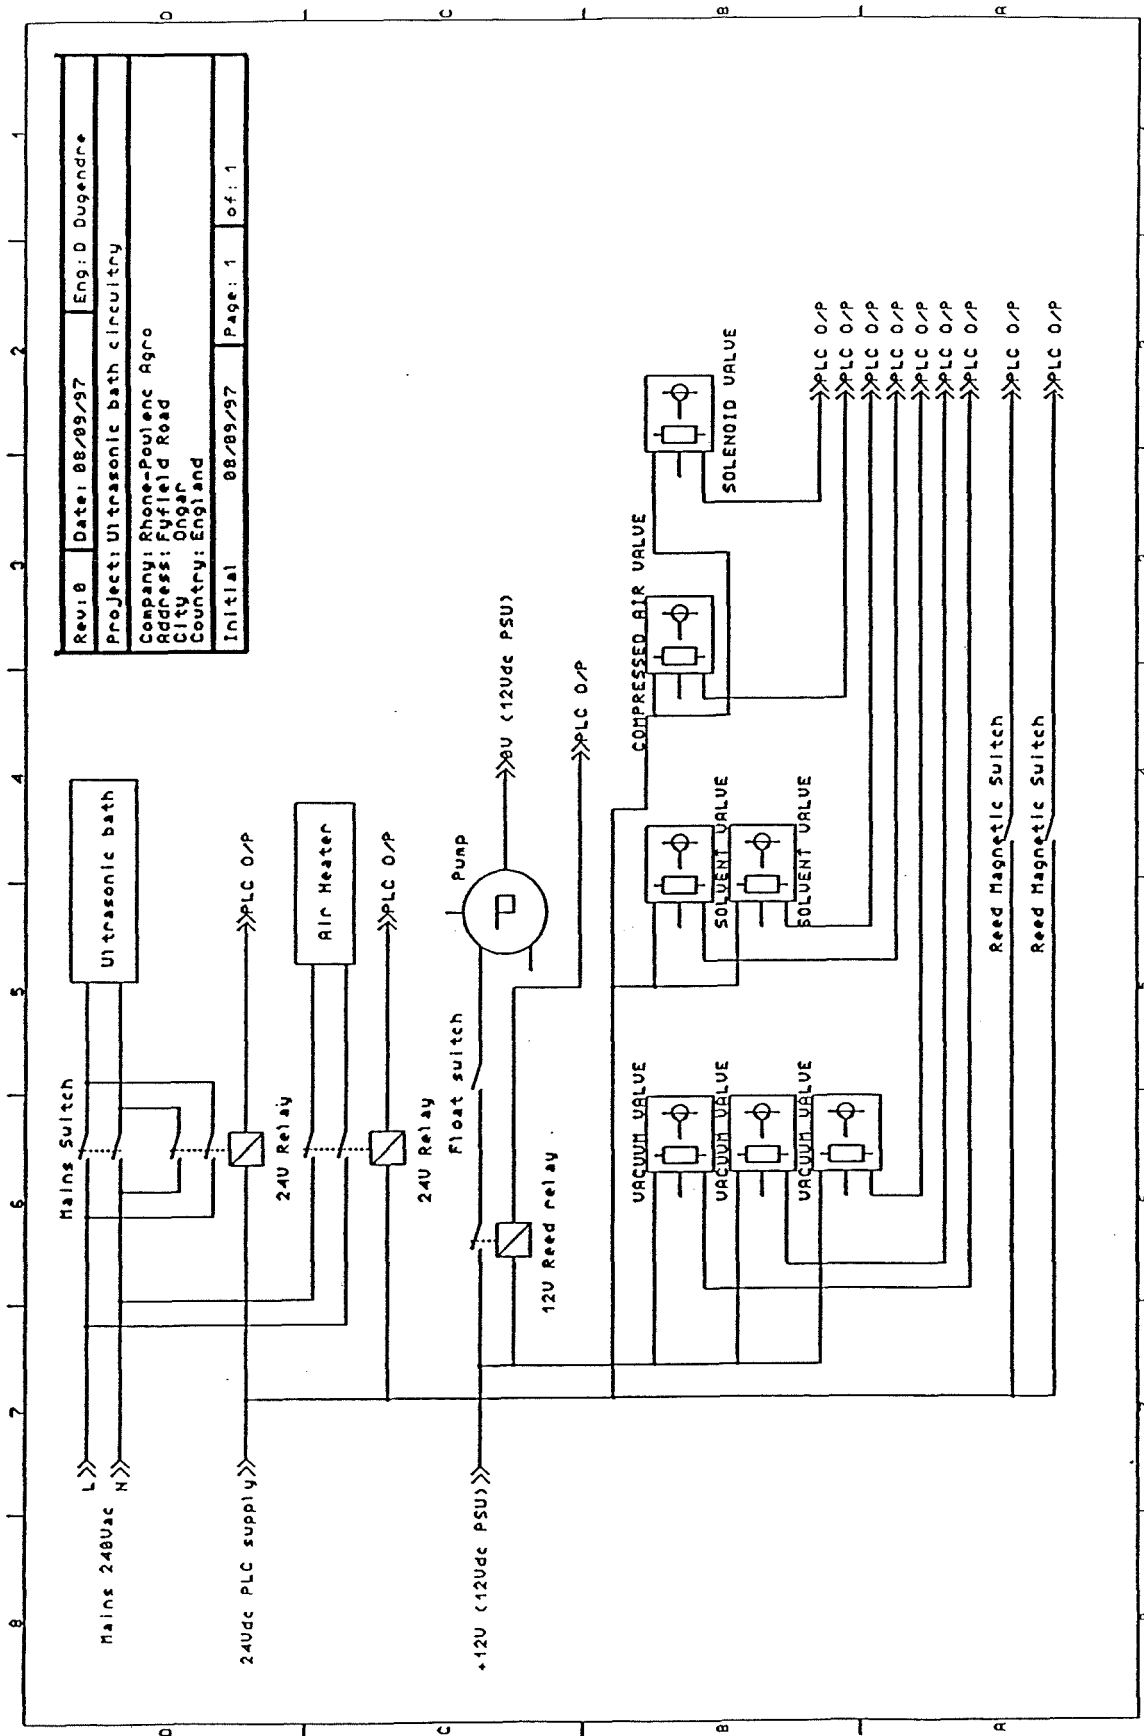 Rev:0 Date: 08/09/97 Eng: D Dugendre
Project: Ultrasonic bath circuitry
Company: Rhone-Poulenc Agro
Address: Fyfield Road
City Ongar
Country: England
Initial 08/09/97 Page: 1 of: 1
8 7 6 5 4 3 2 1
D
C
B
A
Mains 240Vac
L
N
Mains Switch
Ultrasonic bath
24Vdc PLC supply
24V Relay
PLC O/P
Air Heater
24V Relay
PLC O/P
+12V (12Vdc PSU)
12V Reed relay
Float switch
Pump
0V (12Vdc PSU)
PLC O/P
VACUUM VALVE
VACUUM VALVE
VACUUM VALVE
SOLVENT VALVE
SOLVENT VALVE
COMPRESSED AIR VALVE
SOLENOID VALVE
PLC O/P
PLC O/P
PLC O/P
PLC O/P
PLC O/P
PLC O/P
PLC O/P
Reed Magnetic Switch
PLC O/P
Reed Magnetic Switch
PLC O/P